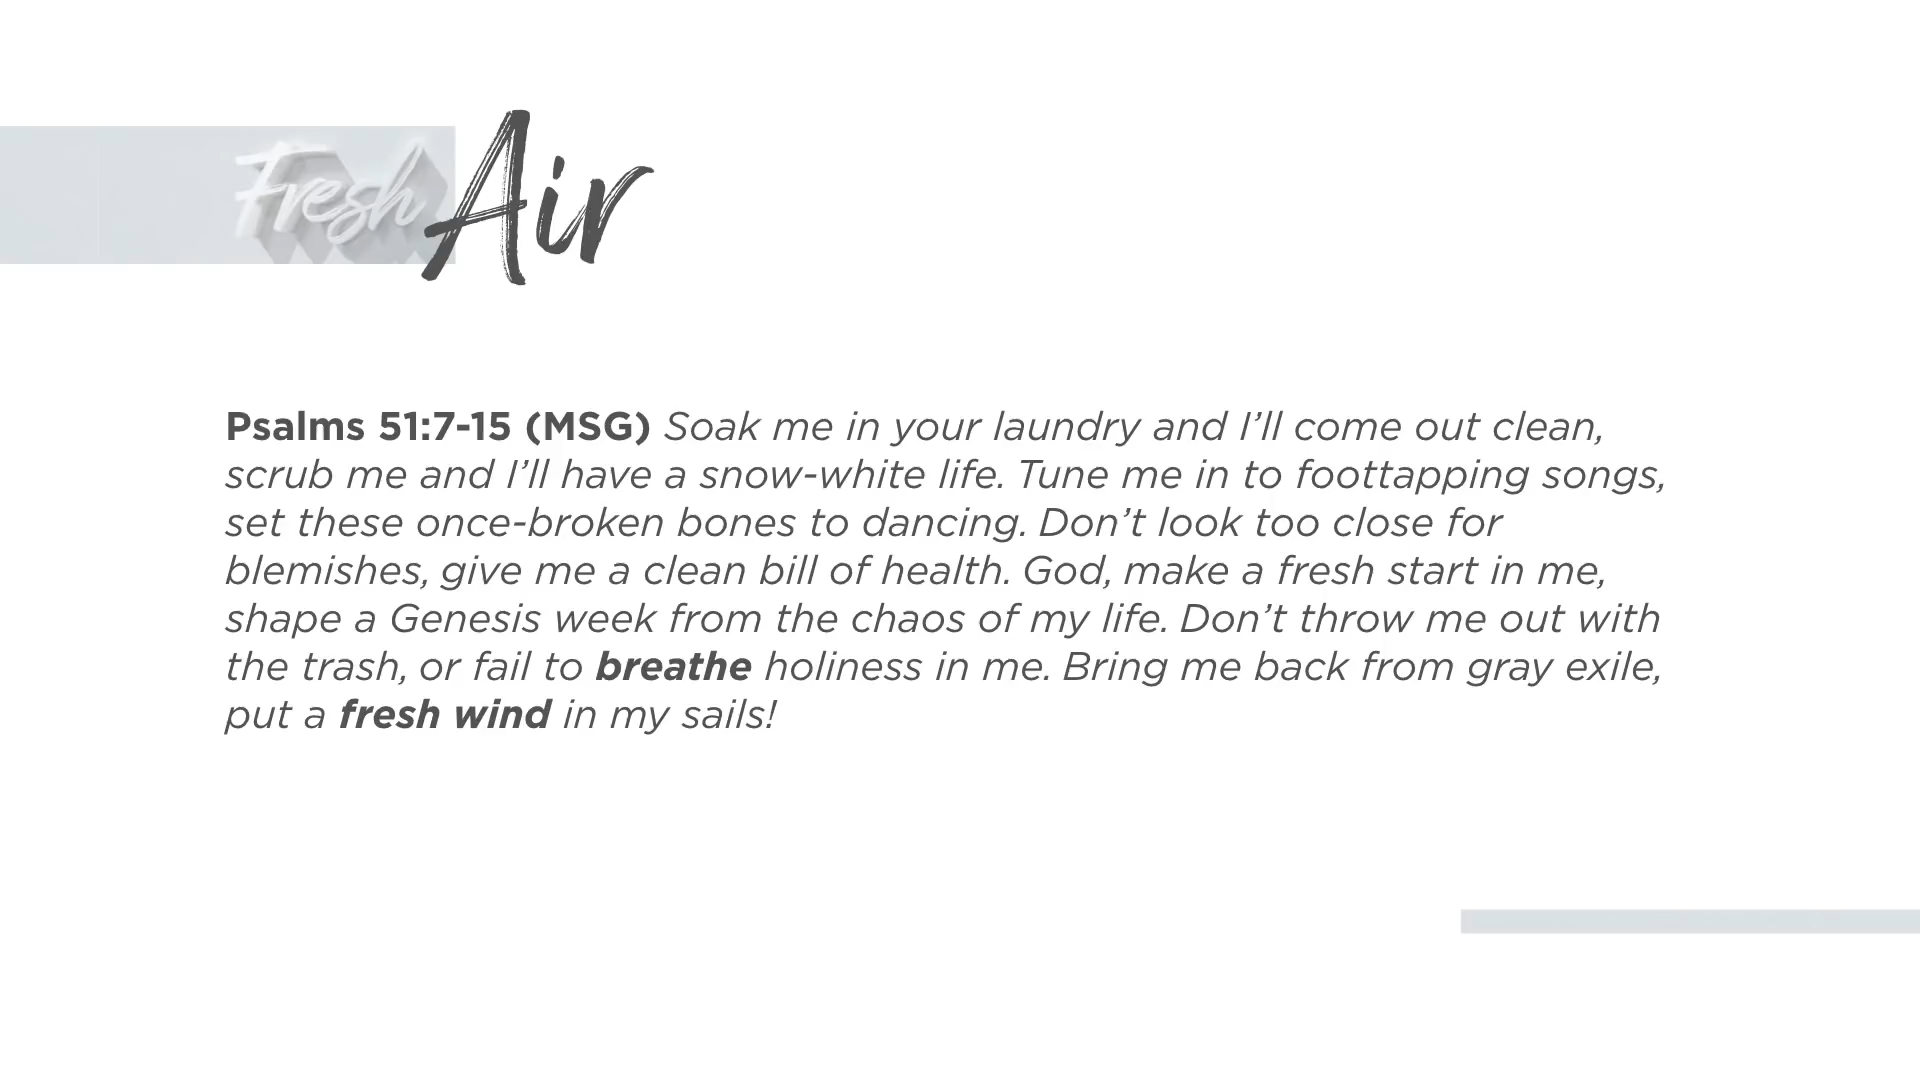 Fresh Air
Psalms 51:7-15 (MSG) Soak me in your laundry and I’ll come out clean,
scrub me and I’ll have a snow-white life. Tune me in to foottapping songs,
set these once-broken bones to dancing. Don’t look too close for
blemishes, give me a clean bill of health. God, make a fresh start in me,
shape a Genesis week from the chaos of my life. Don’t throw me out with
the trash, or fail to breathe holiness in me. Bring me back from gray exile,
put a fresh wind in my sails!